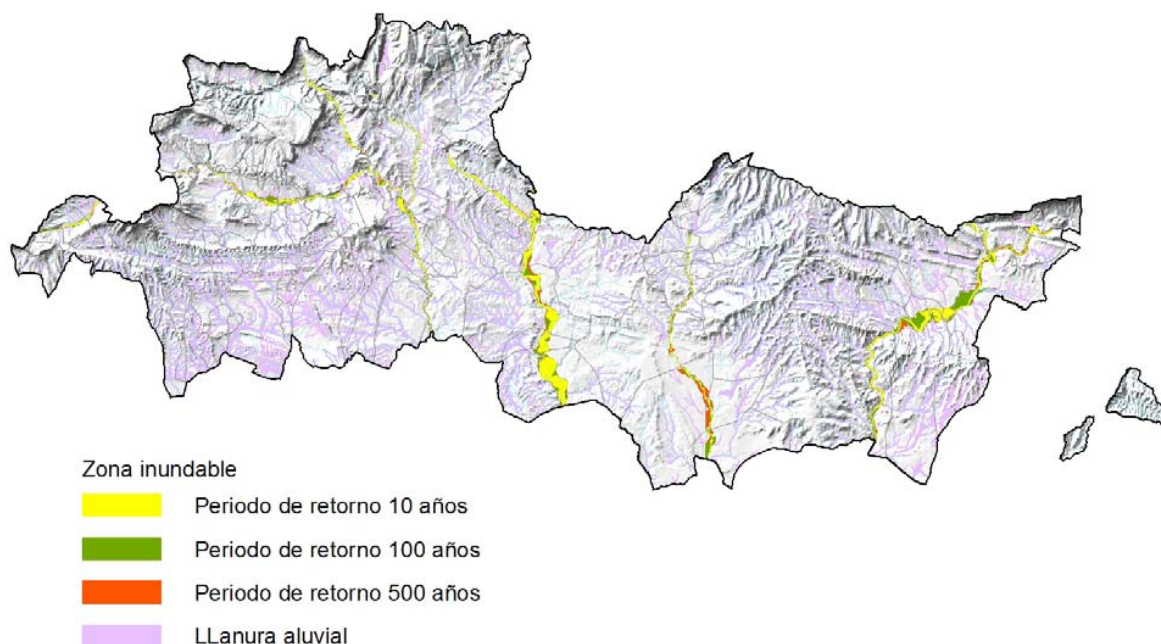 Zona inundable
Periodo de retorno 10 años
Periodo de retorno 100 años
Periodo de retorno 500 años
LLanura aluvial